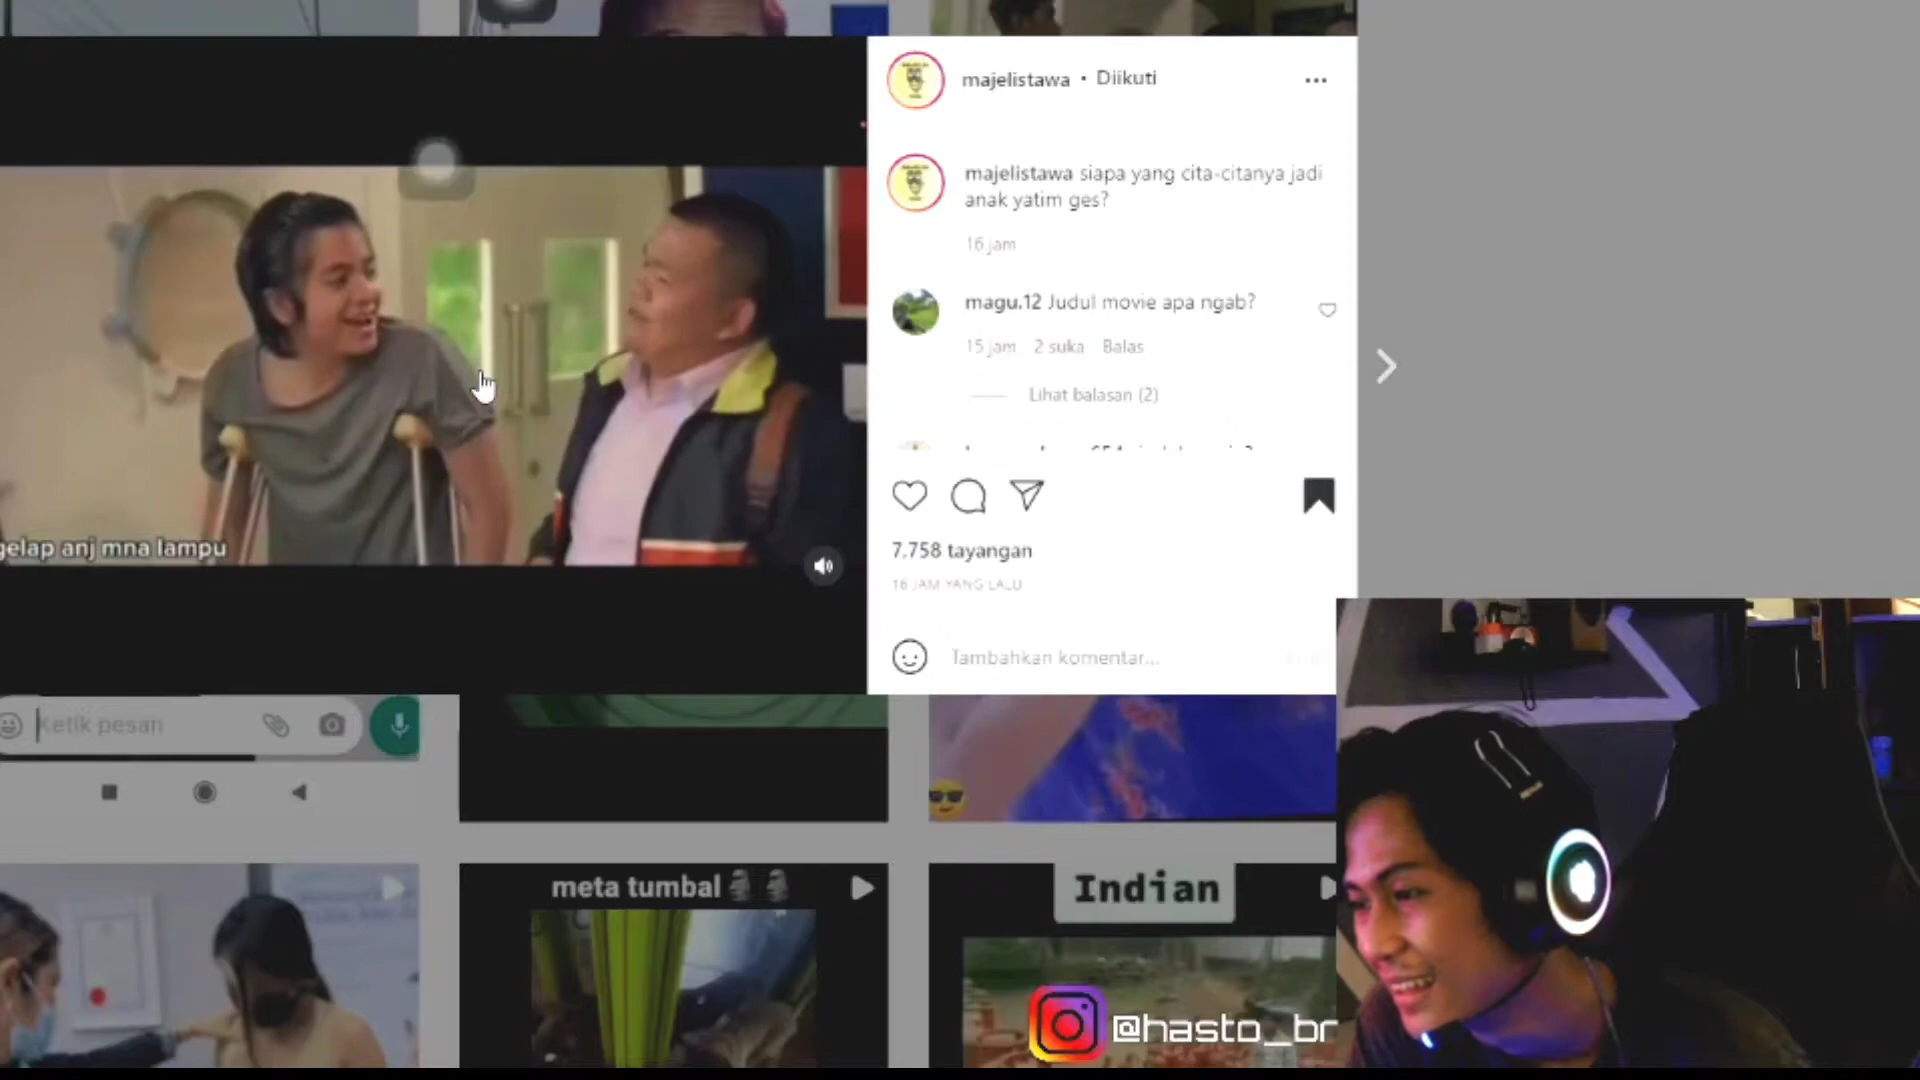 majelistawa • Diikuti
majelistawa siapa yang cita-citanya jadi
anak yatim ges?
16 jam
magu.12 Judul movie apa ngab?
15 jam 2 suka Balas
Lihat balasan (2)
7.758 tayangan
16 JAM YANG LALU
Tambahkan komentar...
gelap anj mna lampu
Ketik pesan
meta tumbal
Indian
@hasto_br